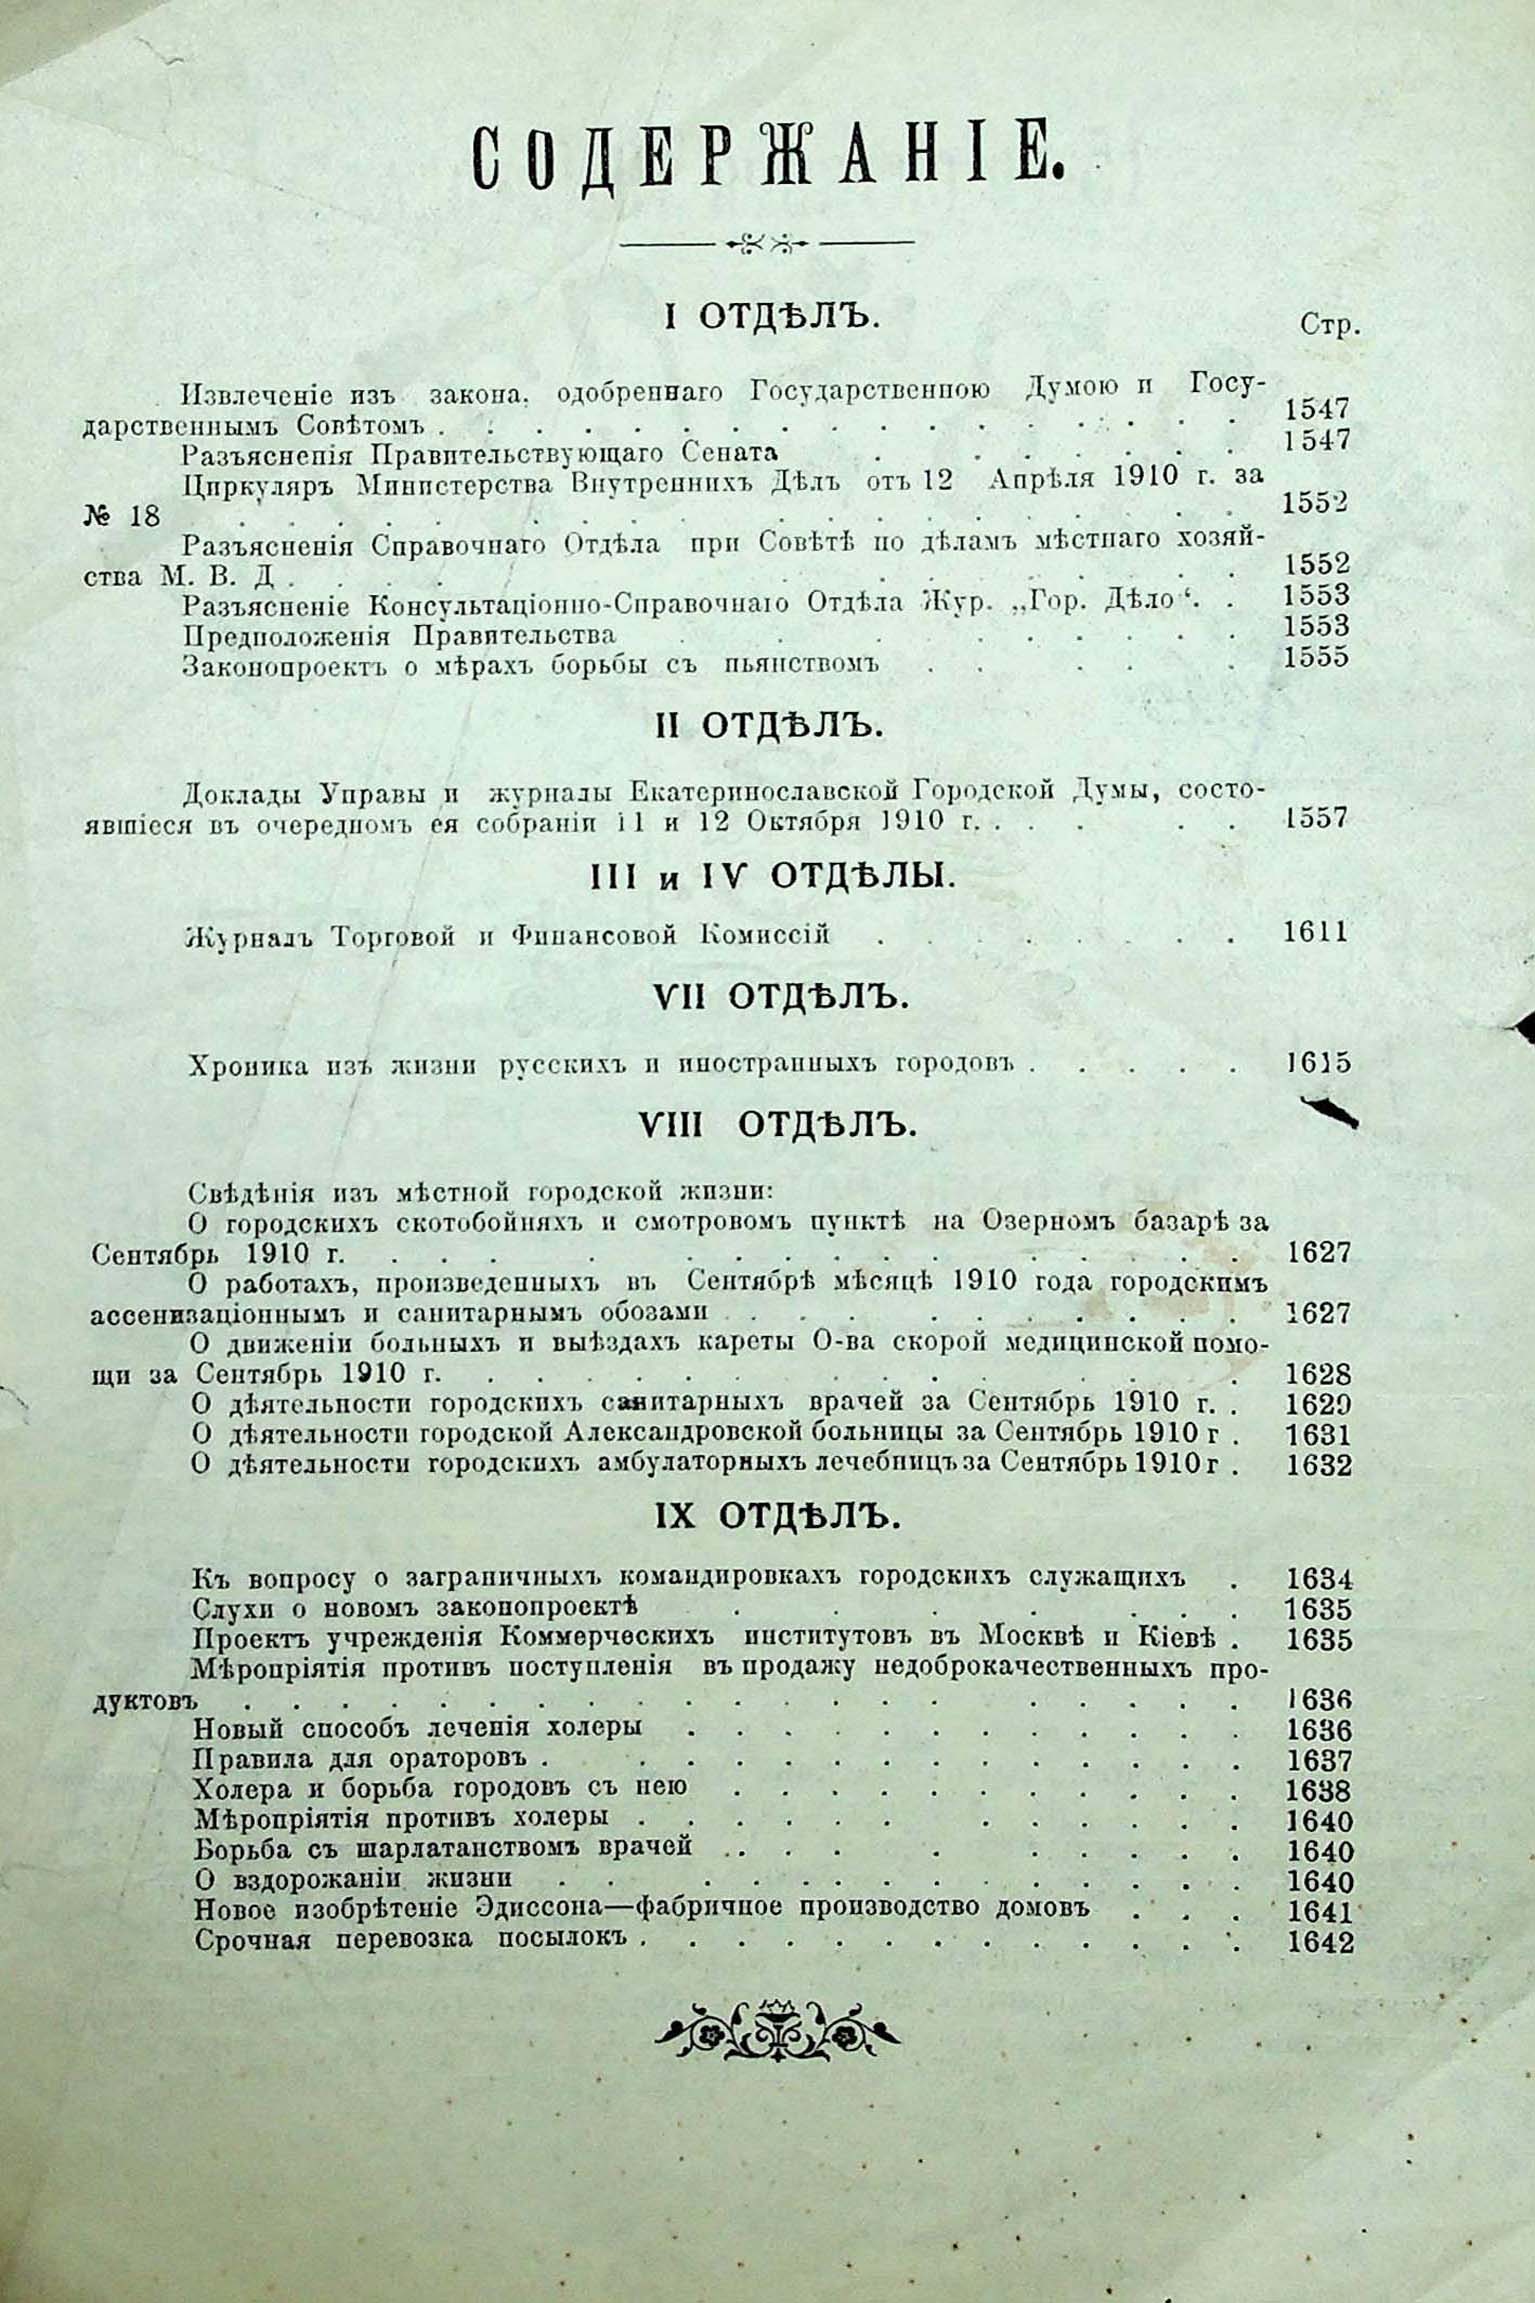 СОДЕРЖАНІЕ.
I ОТДѢЛЪ.
Стр.
Извлеченіе изъ закона, одобреннаго Государственною Думою и Госу-
дарственнымъ Совѣтомъ . . . . . . . . . . . . . . . . 1547
Разъясненія Правительствующаго Сената . . . . . . . 1547
Циркуляръ Министерства Внутреннихъ Дѣлъ отъ 12 Апрѣля 1910 г. за
№ 18 . . . . . . . . . . . . . . . . . . . 1552
Разъясненія Справочнаго Отдѣла при Совѣтѣ по дѣламъ мѣстнаго хозяй-
ства М. В. Д . . . . . . . . . . . . . . . 1552
Разъясненіе Консультаціонно-Справочнаго Отдѣла Жур. „Гор. Дѣло‘. . 1553
Предположенія Правительства . . . . . . . . . 1553
Законопроектъ о мѣрахъ борьбы съ пьянствомъ . . . . . 1555
II ОТДѢЛЪ.
Доклады Управы и журналы Екатеринославской Городской Думы, состо-
явшіеся въ очередномъ ея собраніи 11 и 12 Октября 1910 г. . . . . . 1557
III и IV ОТДѢЛЫ.
Журналъ Торговой и Финансовой Комиссій . . . . . . . . 1611
VII ОТДѢЛЪ.
Хроника изъ жизни русскихъ и иностранныхъ городовъ . . . . . 1615
VIII ОТДѢЛЪ.
Свѣдѣнія изъ мѣстной городской жизни:
О городскихъ скотобойняхъ и смотровомъ пунктѣ на Озерномъ базарѣ за
Сентябрь 1910 г. . . . . . . . . . . . . . . . . 1627
О работахъ, произведенныхъ въ Сентябрѣ мѣсяцѣ 1910 года городскимъ
ассенизаціоннымъ и санитарнымъ обозами . . . . . . . . . . 1627
О движеніи больныхъ и выѣздахъ кареты О-ва скорой медицинской помо-
щи за Сентябрь 1910 г. . . . . . . . . . . . . . . . 1628
О дѣятельности городскихъ санитарныхъ врачей за Сентябрь 1910 г. . 1629
О дѣятельности городской Александровской больницы за Сентябрь 1910 г . 1631
О дѣятельности городскихъ амбулаторныхъ лечебницъ за Сентябрь 1910 г . 1632
IX ОТДѢЛЪ.
Къ вопросу о заграничныхъ командировкахъ городскихъ служащихъ . 1634
Слухи о новомъ законопроектѣ . . . . . . . 1635
Проектъ учрежденія Коммерческихъ институтовъ въ Москвѣ и Кіевѣ . 1635
Мѣропріятія противъ поступленія въ продажу недоброкачественныхъ про-
дуктовъ . . . . . . . . . . . . . . . . . . . . 1636
Новый способъ леченія холеры . . . . . . . . . . . . 1636
Правила для ораторовъ . . . . . . . . . . . . . . 1637
Холера и борьба городовъ съ нею . . . . . . . . . . . 1638
Мѣропріятія противъ холеры . . . . . . . . . . . . 1640
Борьба съ шарлатанствомъ врачей . . . . . . . . . . 1640
О вздорожаніи жизни . . . . . . . . . . . . . . 1640
Новое изобрѣтеніе Эдиссона—фабричное производство домовъ . . . 1641
Срочная перевозка посылокъ . . . . . . . . . . . . . 1642